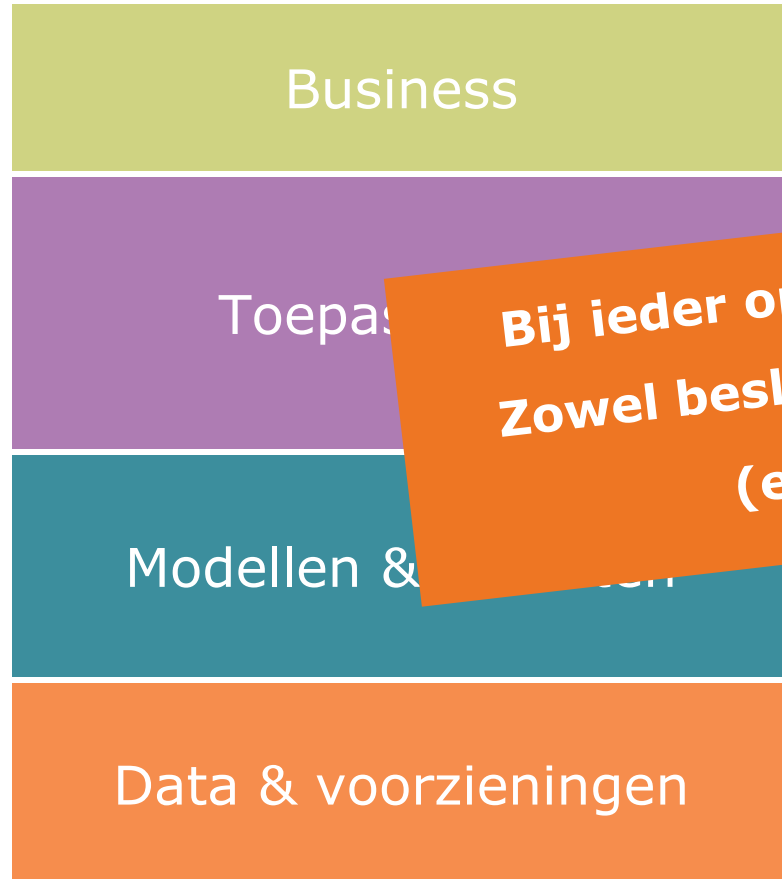 Business
Toepas
Bij ieder
Zowel besl
(e
Modellen &
Data & voorzieningen